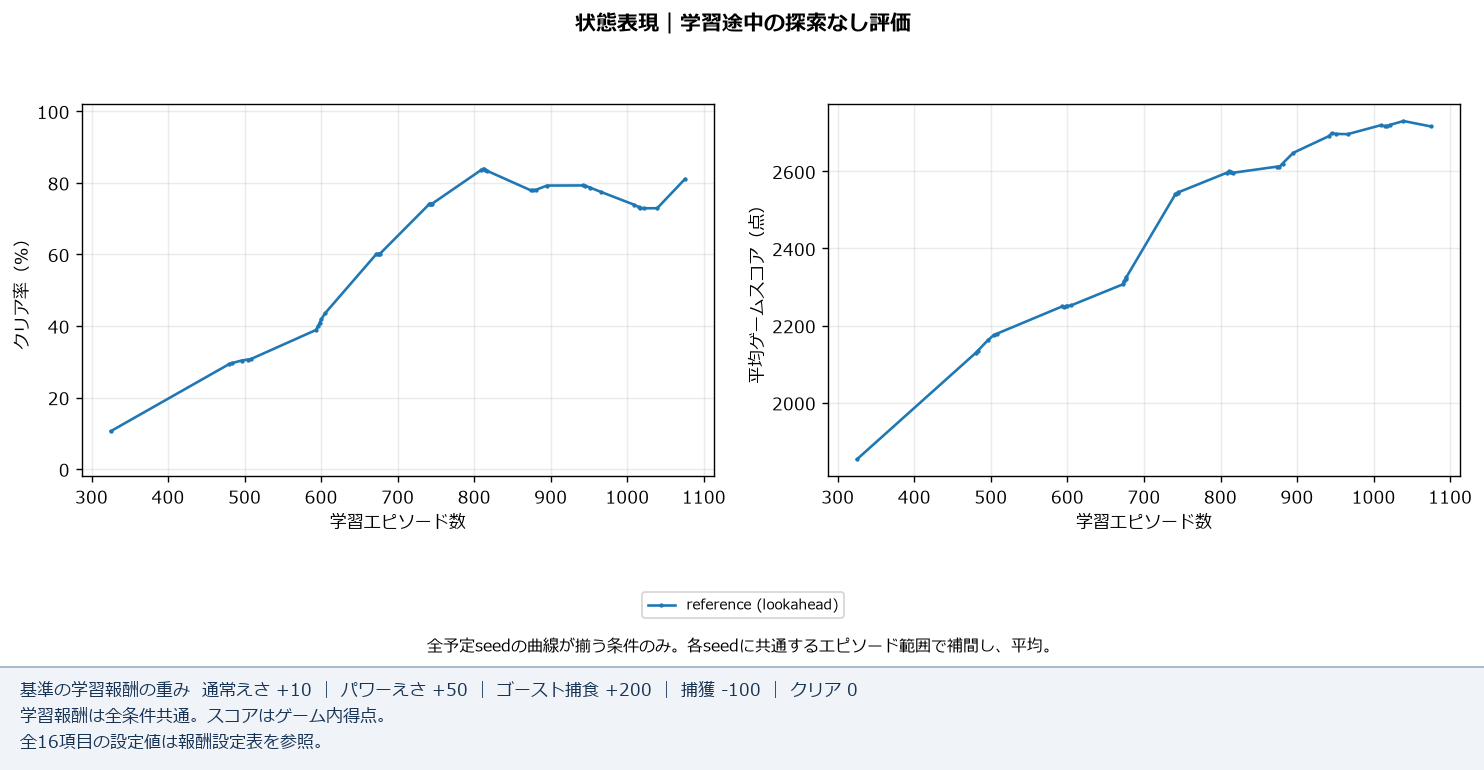 状態表現｜学習途中の探索なし評価
クリア率（%）
100
80
60
40
20
0
300 400 500 600 700 800 900 1000 1100
学習エピソード数
平均ゲームスコア（点）
2600
2400
2200
2000
300 400 500 600 700 800 900 1000 1100
学習エピソード数
reference (lookahead)
全予定seedの曲線が揃う条件のみ。各seedに共通するエピソード範囲で補間し、平均。
基準の学習報酬の重み 通常えさ +10 ｜ パワーえさ +50 ｜ ゴースト捕食 +200 ｜ 捕獲 -100 ｜ クリア 0
学習報酬は全条件共通。スコアはゲーム内得点。
全16項目の設定値は報酬設定表を参照。